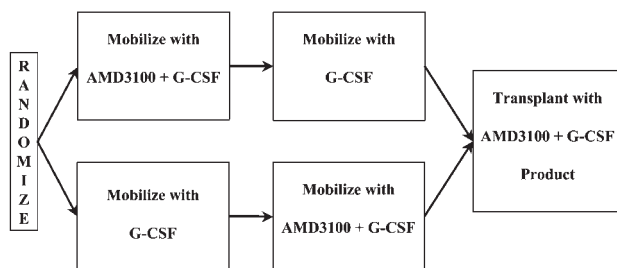 RANDOMIZE
Mobilize with
AMD3100 + G-CSF
Mobilize with
G-CSF
Mobilize with
G-CSF
Mobilize with
AMD3100 + G-CSF
Transplant with
AMD3100 + G-CSF
Product